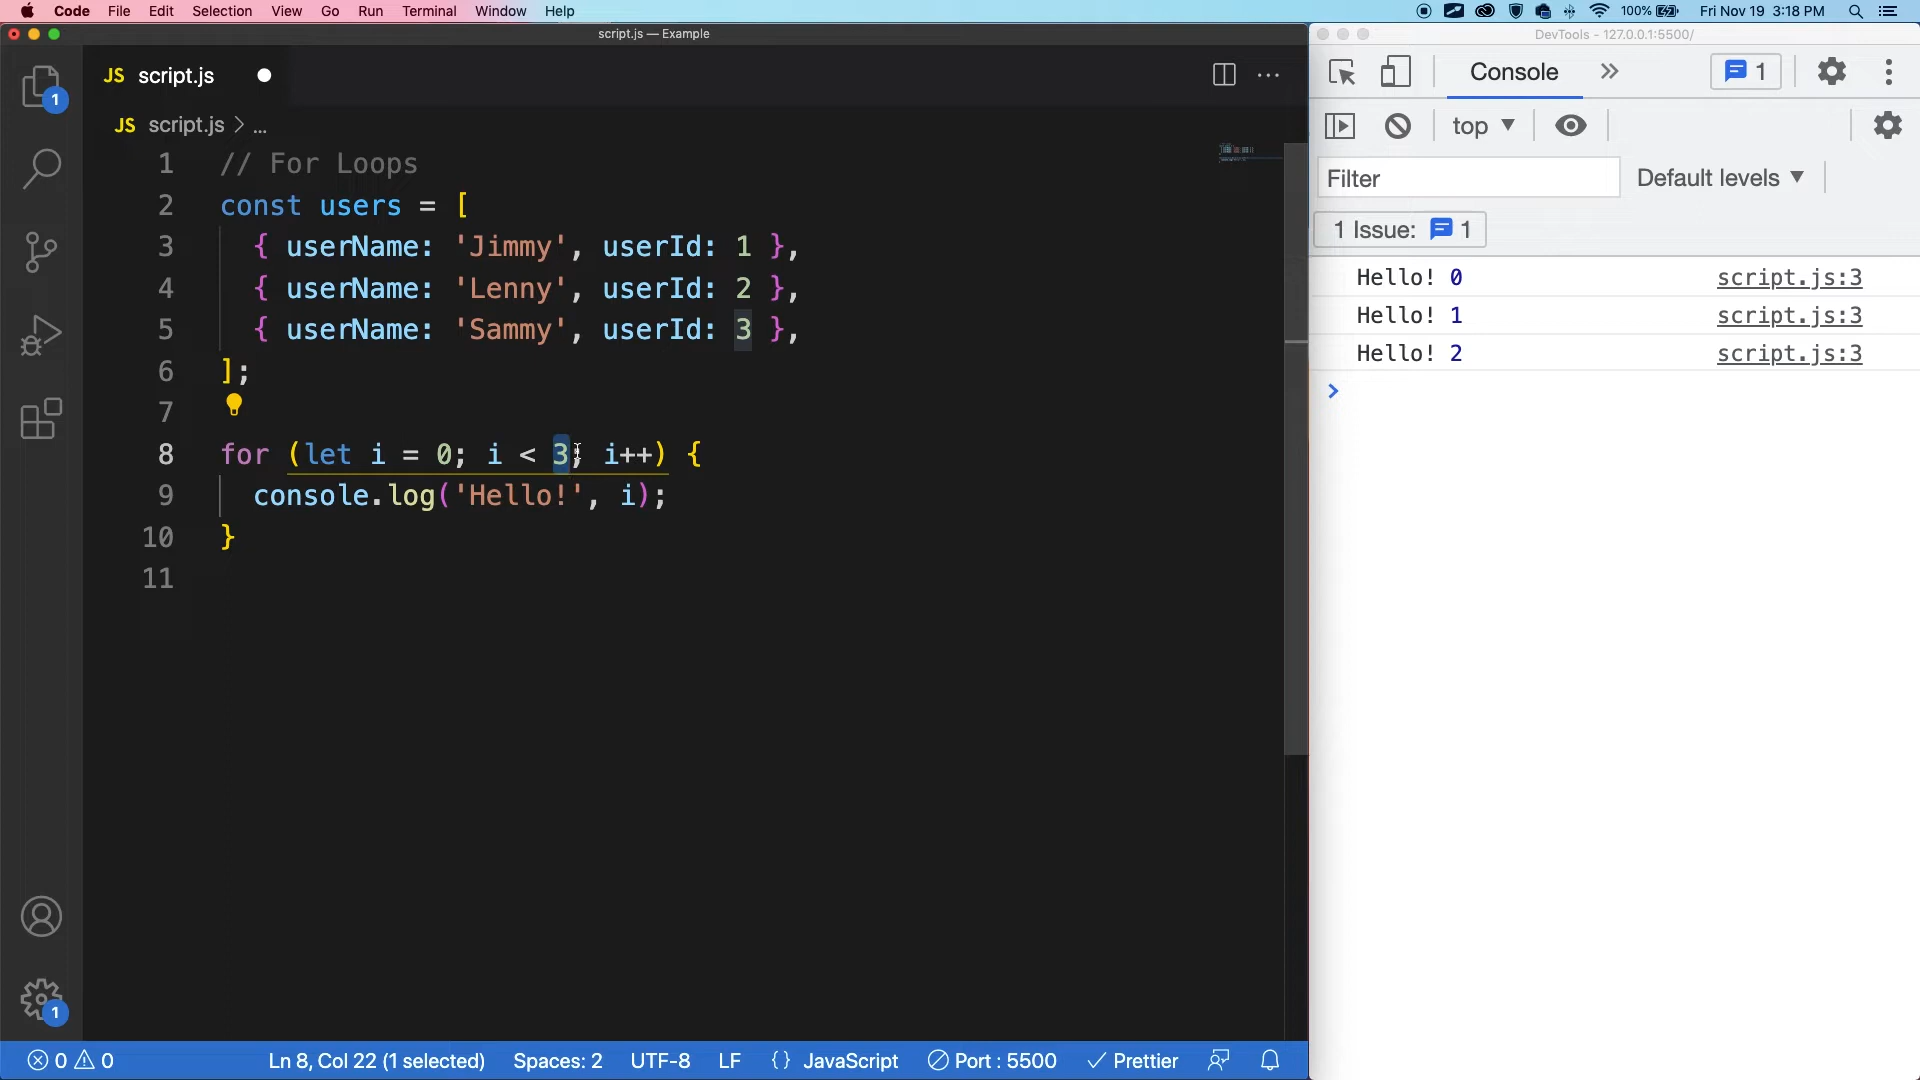 Code File Edit Selection View Go Run Terminal Window Help 100% Fri Nov 19 3:18 PM
script.js — Example
JS script.js
JS script.js > ...
1 // For Loops
2 const users = [
3 { userName: 'Jimmy', userId: 1 },
4 { userName: 'Lenny', userId: 2 },
5 { userName: 'Sammy', userId: 3 },
6 ];
7
8 for (let i = 0; i < 3; i++) {
9 console.log('Hello!', i);
10 }
11
1
1
0 0 Ln 8, Col 22 (1 selected) Spaces: 2 UTF-8 LF {} JavaScript Port : 5500 Prettier
DevTools - 127.0.0.1:5500/
Console 1
top
Filter Default levels
1 Issue: 1
Hello! 0 script.js:3
Hello! 1 script.js:3
Hello! 2 script.js:3